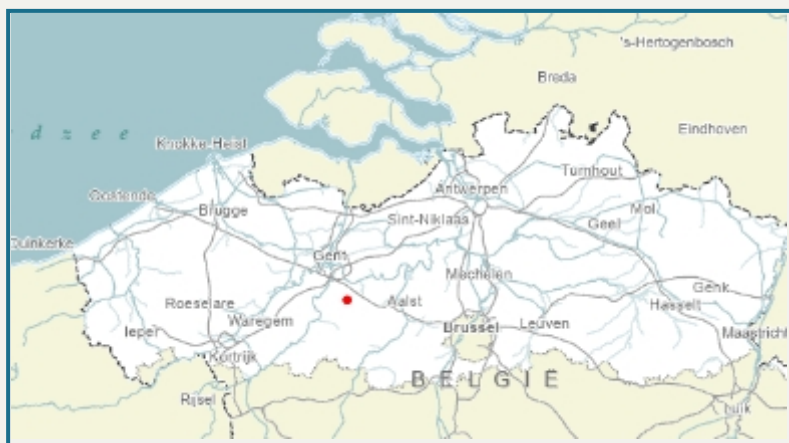 's-Hertogenbosch
Breda
Eindhoven
d z e e
Knokke-Heist
Turnhout
Antwerpen
Oostende
Brugge
Sint-Niklaas
Mol
Geel
Duinkerke
Gent
Mechelen
Genk
Roeselare
Aalst
Hasselt
Waregem
Brussel
Leuven
Ieper
Maastricht
Kortrijk
BELGIË
Rijsel
Luik